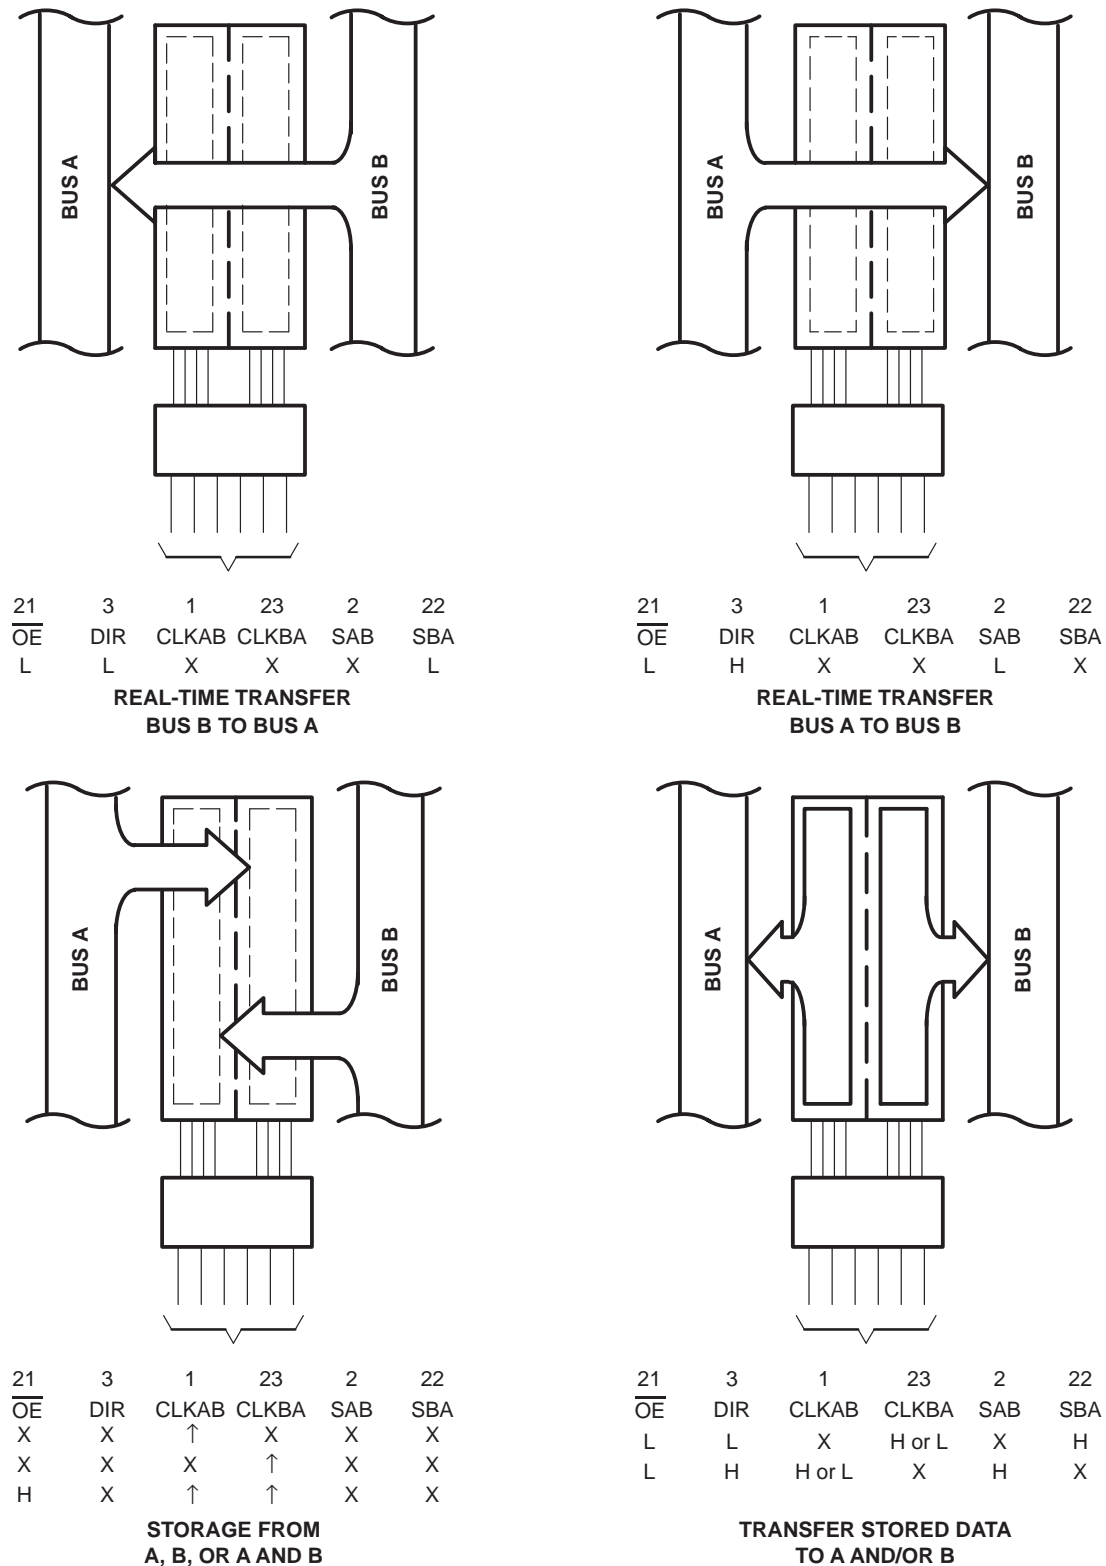 BUS A
BUS B
21 3 1 23 2 22
OE DIR CLKAB CLKBA SAB SBA
L L X X X L
REAL-TIME TRANSFER
BUS B TO BUS A
BUS A
BUS B
21 3 1 23 2 22
OE DIR CLKAB CLKBA SAB SBA
L H X X L X
REAL-TIME TRANSFER
BUS A TO BUS B
BUS A
BUS B
21 3 1 23 2 22
OE DIR CLKAB CLKBA SAB SBA
X X ↑ X X X
X X X ↑ X X
H X ↑ ↑ X X
STORAGE FROM
A, B, OR A AND B
BUS A
BUS B
21 3 1 23 2 22
OE DIR CLKAB CLKBA SAB SBA
L L X H or L X H
L H H or L X H X
TRANSFER STORED DATA
TO A AND/OR B